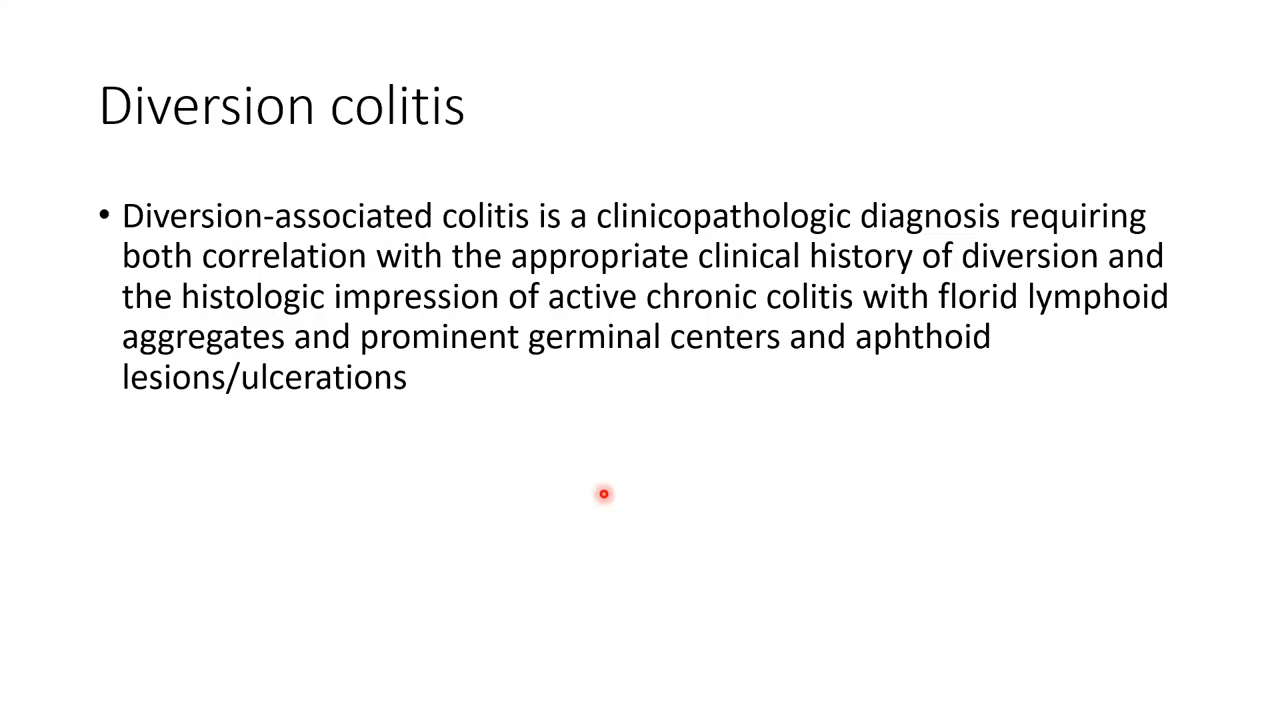 Diversion colitis
• Diversion-associated colitis is a clinicopathologic diagnosis requiring
both correlation with the appropriate clinical history of diversion and
the histologic impression of active chronic colitis with florid lymphoid
aggregates and prominent germinal centers and aphthoid
lesions/ulcerations